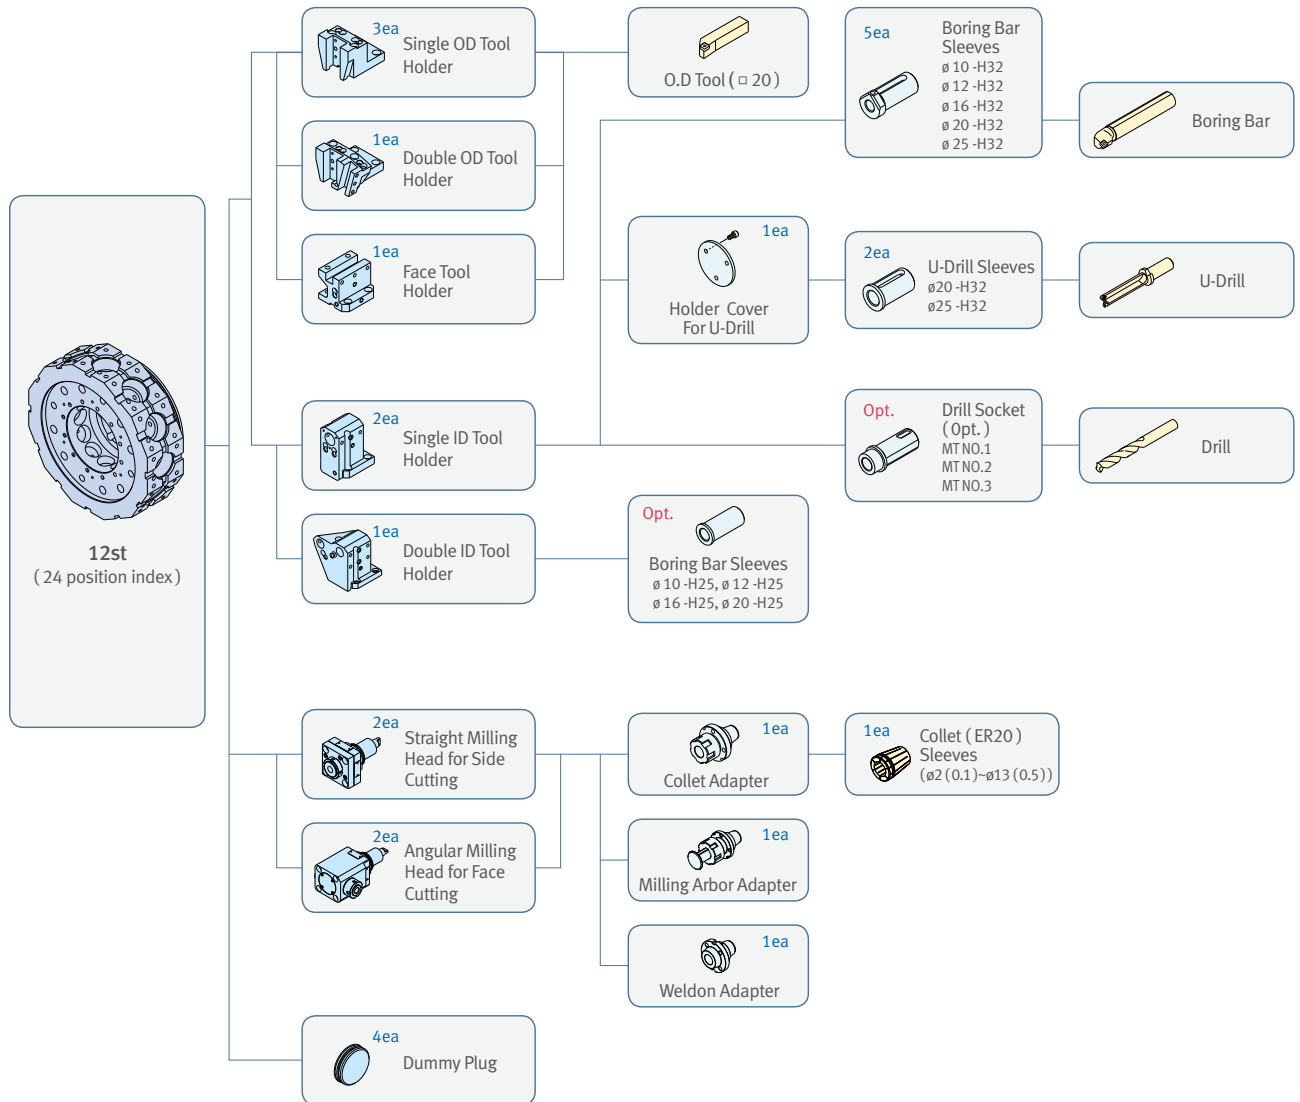 12st
( 24 position index )
3ea
Single OD Tool
Holder
1ea
Double OD Tool
Holder
1ea
Face Tool
Holder
2ea
Single ID Tool
Holder
1ea
Double ID Tool
Holder
2ea
Straight Milling
Head for Side
Cutting
2ea
Angular Milling
Head for Face
Cutting
4ea
Dummy Plug
O.D Tool ( □ 20 )
1ea
Holder Cover
For U-Drill
Opt.
Boring Bar Sleeves
ø 10 -H25, ø 12 -H25
ø 16 -H25, ø 20 -H25
1ea
Collet Adapter
1ea
Milling Arbor Adapter
1ea
Weldon Adapter
5ea
Boring Bar
Sleeves
ø 10 -H32
ø 12 -H32
ø 16 -H32
ø 20 -H32
ø 25 -H32
2ea
U-Drill Sleeves
ø20 -H32
ø25 -H32
Opt.
Drill Socket
( Opt. )
MT NO.1
MT NO.2
MT NO.3
1ea
Collet ( ER20 )
Sleeves
(ø2 (0.1)~ø13 (0.5))
Boring Bar
U-Drill
Drill